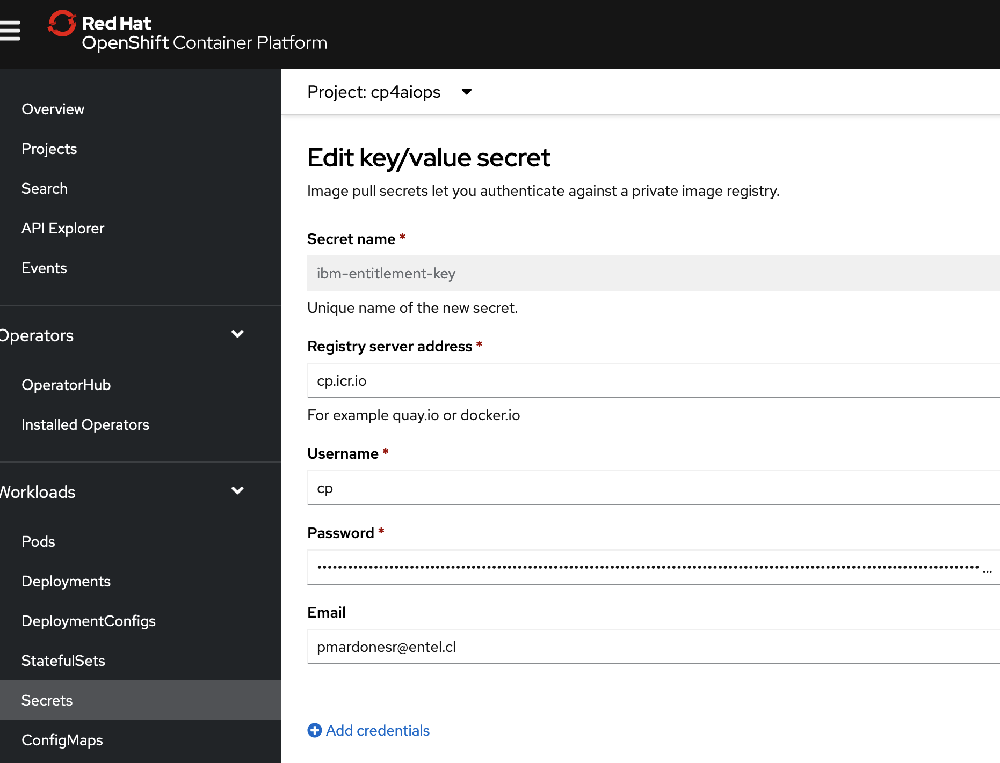 Red Hat
OpenShift Container Platform
Overview
Projects
Search
API Explorer
Events
Operators
OperatorHub
Installed Operators
Workloads
Pods
Deployments
DeploymentConfigs
StatefulSets
Secrets
ConfigMaps
Project: cp4aiops
Edit key/value secret
Image pull secrets let you authenticate against a private image registry.
Secret name *
ibm-entitlement-key
Unique name of the new secret.
Registry server address *
cp.icr.io
For example quay.io or docker.io
Username *
cp
Password *
Email
pmardonesr@entel.cl
Add credentials